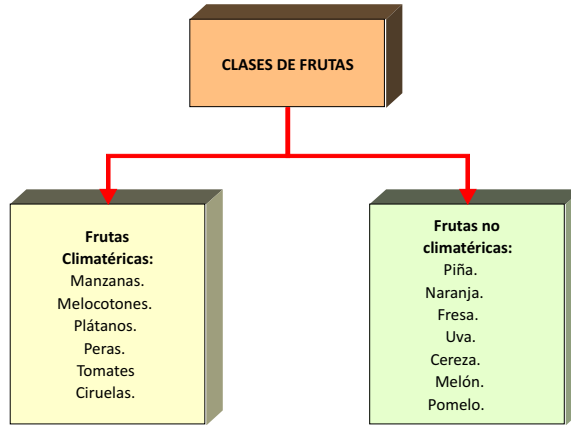 CLASES DE FRUTAS
Frutas
Climatéricas:
Manzanas.
Melocotones.
Plátanos.
Peras.
Tomates
Ciruelas.
Frutas no
climatéricas:
Piña.
Naranja.
Fresa.
Uva.
Cereza.
Melón.
Pomelo.